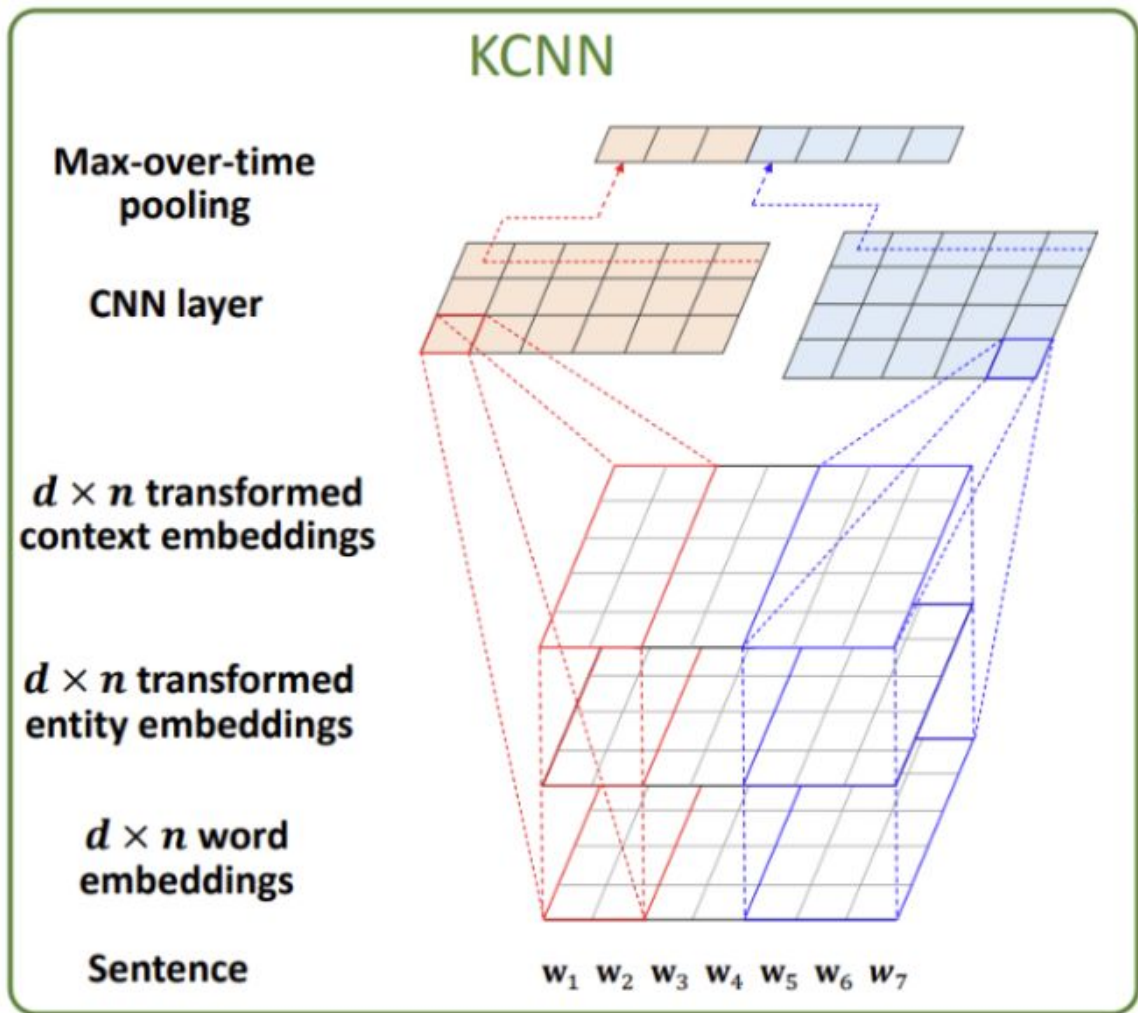 KCNN
Max-over-time
pooling
CNN layer
d × n transformed
context embeddings
d × n transformed
entity embeddings
d × n word
embeddings
Sentence
w₁ w₂ w₃ w₄ w₅ w₆ w₇